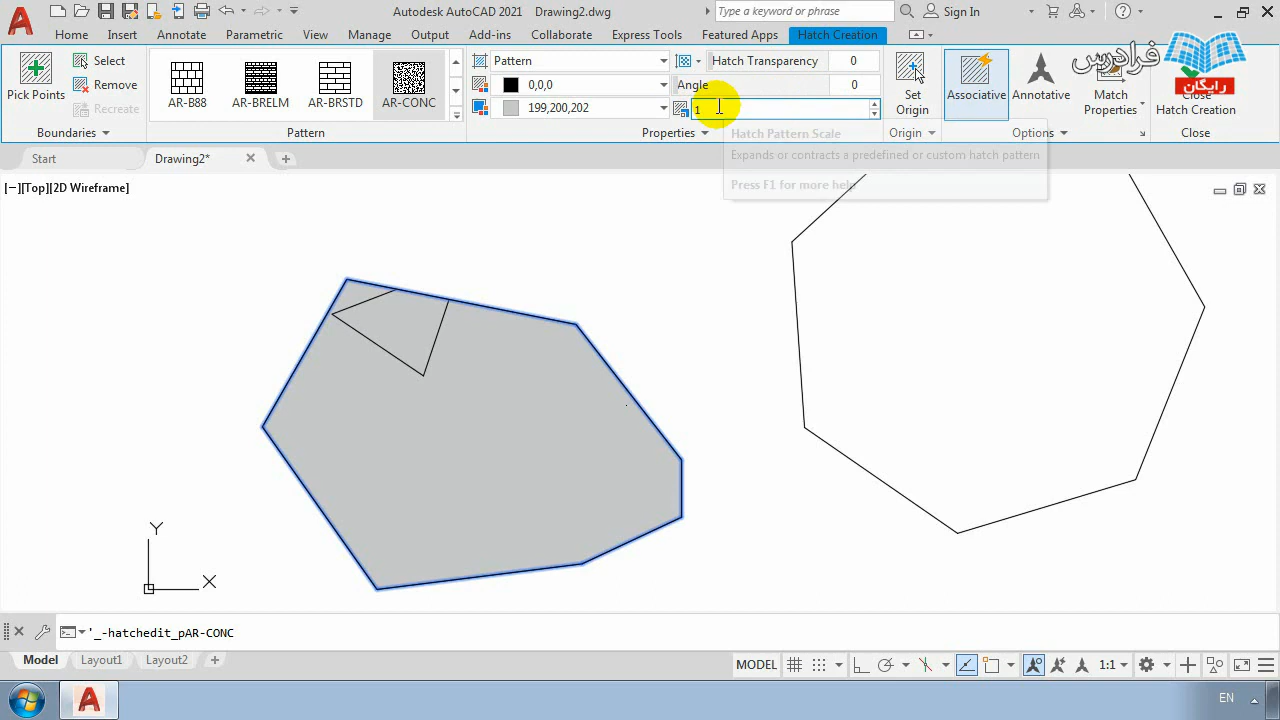 Autodesk AutoCAD 2021 Drawing2.dwg
Type a keyword or phrase
Sign In
Home Insert Annotate Parametric View Manage Output Add-ins Collaborate Express Tools Featured Apps Hatch Creation
Pick Points
Select
Remove
Recreate
Boundaries
AR-B88
AR-BRELM
AR-BRSTD
AR-CONC
Pattern
Pattern
0,0,0
199,200,202
Hatch Transparency 0
Angle 0
1
Properties
Set
Origin
Origin
Associative
Annotative
Match
Properties
Options
Close
Hatch Creation
Close
فرادرس
رایگان
Start
Drawing2*
Hatch Pattern Scale
Expands or contracts a predefined or custom hatch pattern
Press F1 for more help
[−][Top][2D Wireframe]
Y
X
'_-hatchedit_pAR-CONC
Model Layout1 Layout2
MODEL
1:1
EN